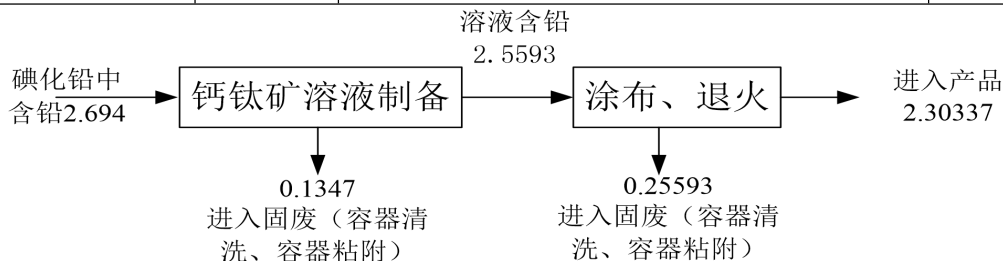 溶液含铅
2.5593
碘化铅中
含铅2.694
钙钛矿溶液制备
涂布、退火
进入产品
2.30337
0.1347
进入固废（容器清
洗、容器粘附）
0.25593
进入固废（容器清
洗、容器粘附）